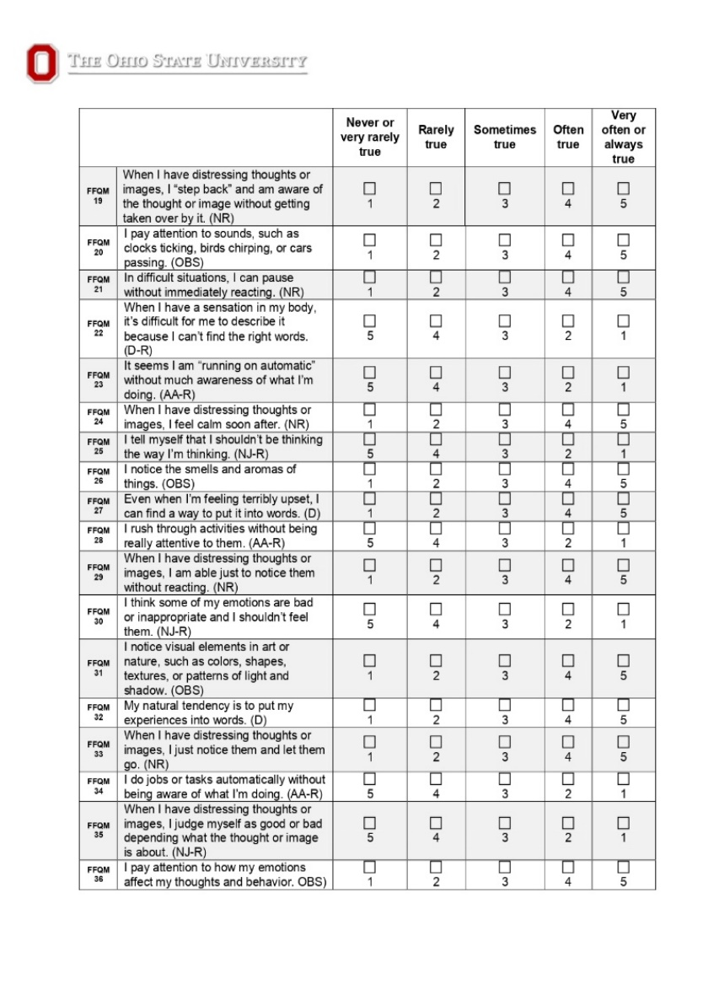 THE OHIO STATE UNIVERSITY
Never or very rarely true | Rarely true | Sometimes true | Often true | Very often or always true
FFQM 19
When I have distressing thoughts or
images, I “step back” and am aware of
the thought or image without getting
taken over by it. (NR)
1 2 3 4 5
FFQM 20
I pay attention to sounds, such as
clocks ticking, birds chirping, or cars
passing. (OBS)
1 2 3 4 5
FFQM 21
In difficult situations, I can pause
without immediately reacting. (NR)
1 2 3 4 5
FFQM 22
When I have a sensation in my body,
it’s difficult for me to describe it
because I can’t find the right words.
(D-R)
5 4 3 2 1
FFQM 23
It seems I am “running on automatic”
without much awareness of what I’m
doing. (AA-R)
5 4 3 2 1
FFQM 24
When I have distressing thoughts or
images, I feel calm soon after. (NR)
1 2 3 4 5
FFQM 25
I tell myself that I shouldn’t be thinking
the way I’m thinking. (NJ-R)
5 4 3 2 1
FFQM 26
I notice the smells and aromas of
things. (OBS)
1 2 3 4 5
FFQM 27
Even when I’m feeling terribly upset, I
can find a way to put it into words. (D)
1 2 3 4 5
FFQM 28
I rush through activities without being
really attentive to them. (AA-R)
5 4 3 2 1
FFQM 29
When I have distressing thoughts or
images, I am able just to notice them
without reacting. (NR)
1 2 3 4 5
FFQM 30
I think some of my emotions are bad
or inappropriate and I shouldn’t feel
them. (NJ-R)
5 4 3 2 1
FFQM 31
I notice visual elements in art or
nature, such as colors, shapes,
textures, or patterns of light and
shadow. (OBS)
1 2 3 4 5
FFQM 32
My natural tendency is to put my
experiences into words. (D)
1 2 3 4 5
FFQM 33
When I have distressing thoughts or
images, I just notice them and let them
go. (NR)
1 2 3 4 5
FFQM 34
I do jobs or tasks automatically without
being aware of what I’m doing. (AA-R)
5 4 3 2 1
FFQM 35
When I have distressing thoughts or
images, I judge myself as good or bad
depending what the thought or image
is about. (NJ-R)
5 4 3 2 1
FFQM 36
I pay attention to how my emotions
affect my thoughts and behavior. OBS)
1 2 3 4 5